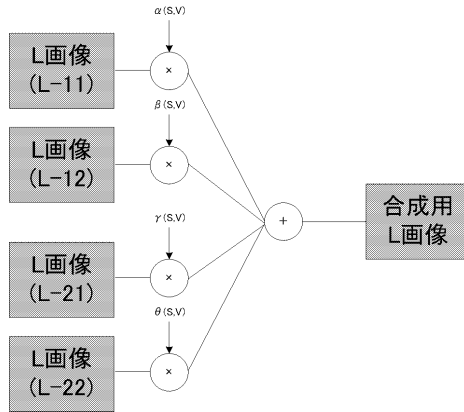 α(S,V)
L画像
(L-11)
×
β(S,V)
L画像
(L-12)
×
+
合成用
L画像
γ(S,V)
L画像
(L-21)
×
θ(S,V)
L画像
(L-22)
×